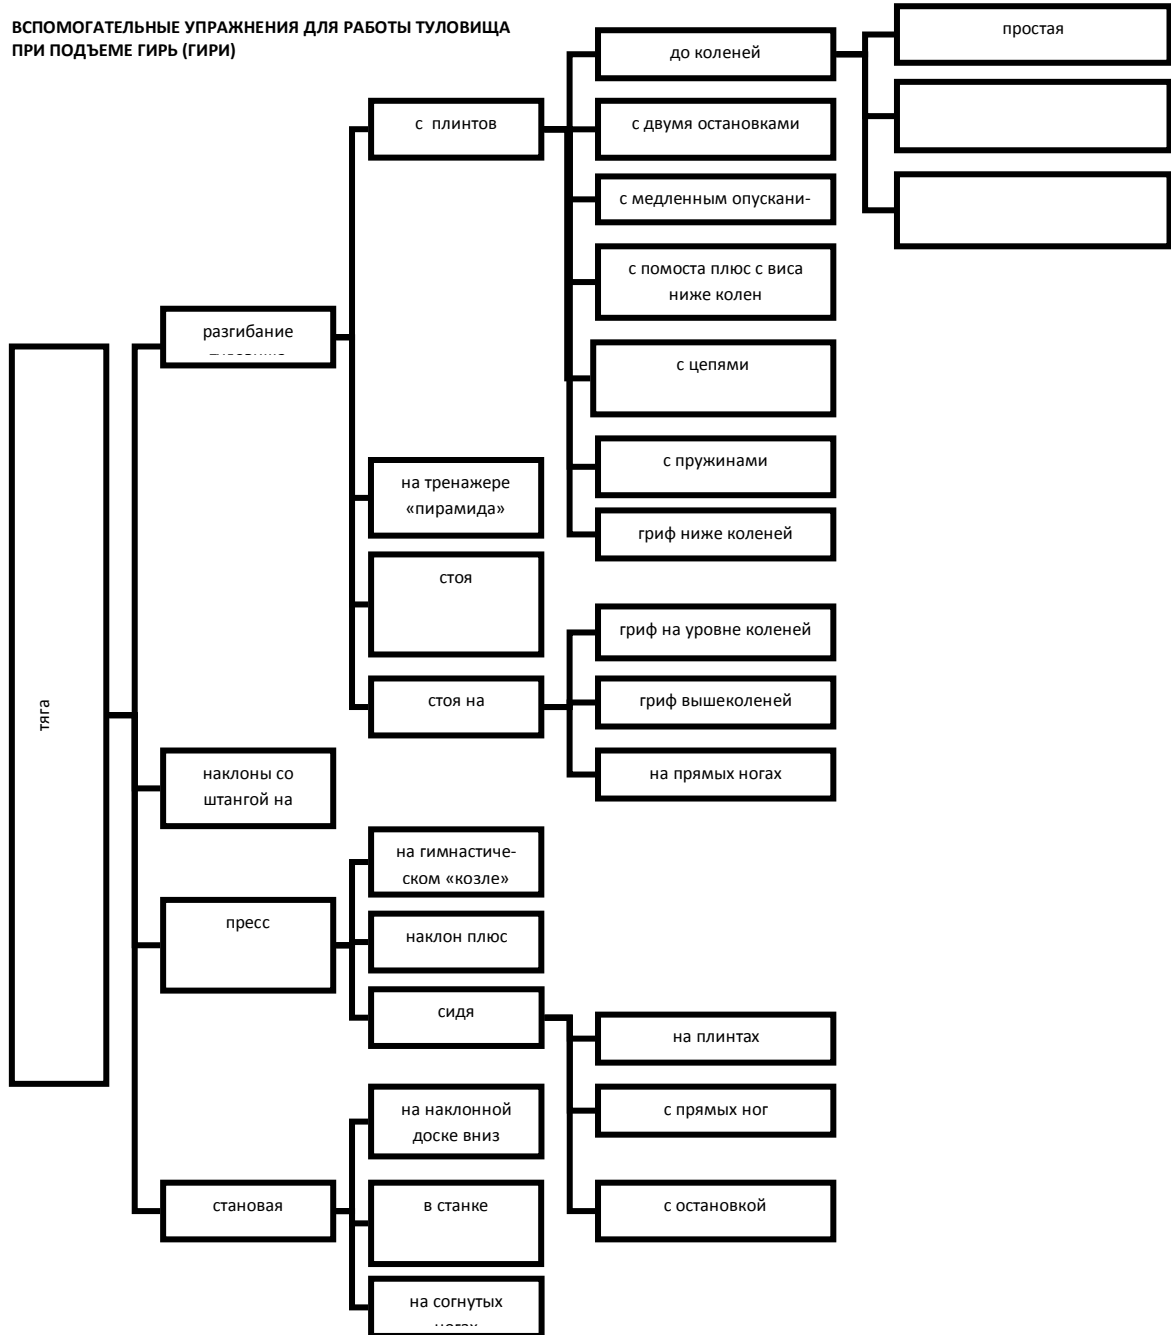 ВСПОМОГАТЕЛЬНЫЕ УПРАЖНЕНИЯ ДЛЯ РАБОТЫ ТУЛОВИЩА
ПРИ ПОДЪЕМЕ ГИРЬ (ГИРИ)
тяга
разгибание
наклоны со
штангой на
пресс
становая
с плинтов
на тренажере
«пирамида»
стоя
стоя на
на гимнастиче-
ском «козле»
наклон плюс
сидя
на наклонной
доске вниз
в станке
на согнутых
до коленей
с двумя остановками
с медленным опускани-
с помоста плюс с виса
ниже колен
с цепями
с пружинами
гриф ниже коленей
гриф на уровне коленей
гриф вышеколеней
на прямых ногах
на плинтах
с прямых ног
с остановкой
простая